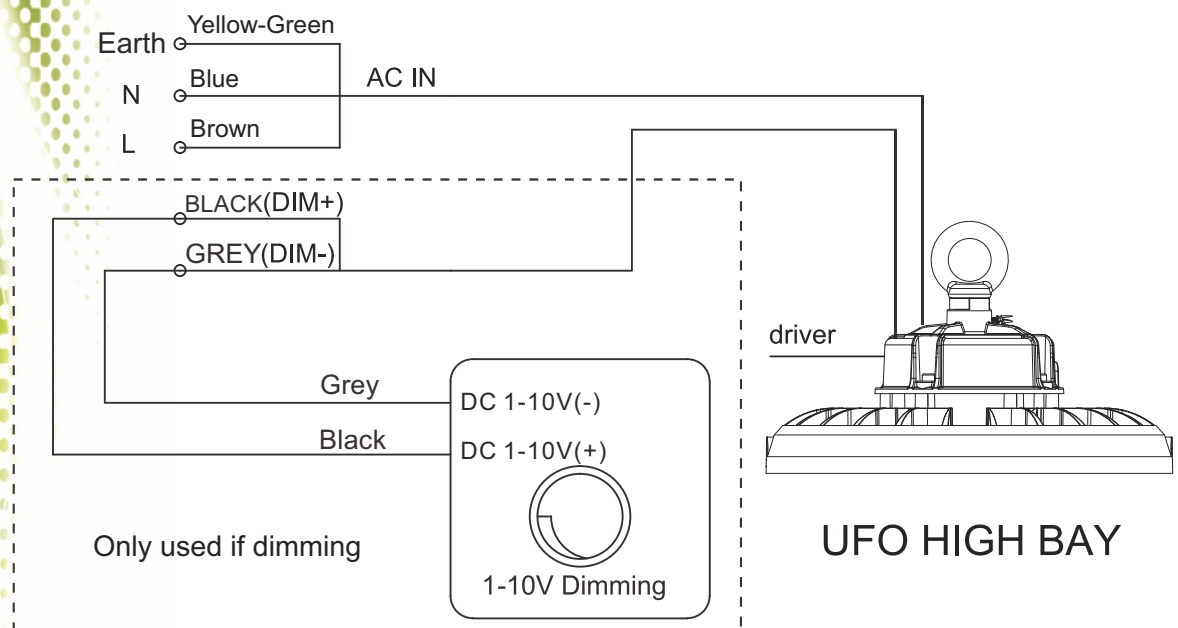 Yellow-Green
Earth
Blue
AC IN
N
Brown
L
BLACK(DIM+)
GREY(DIM-)
driver
Grey
DC 1-10V(-)
Black
DC 1-10V(+)
Only used if dimming
1-10V Dimming
UFO HIGH BAY